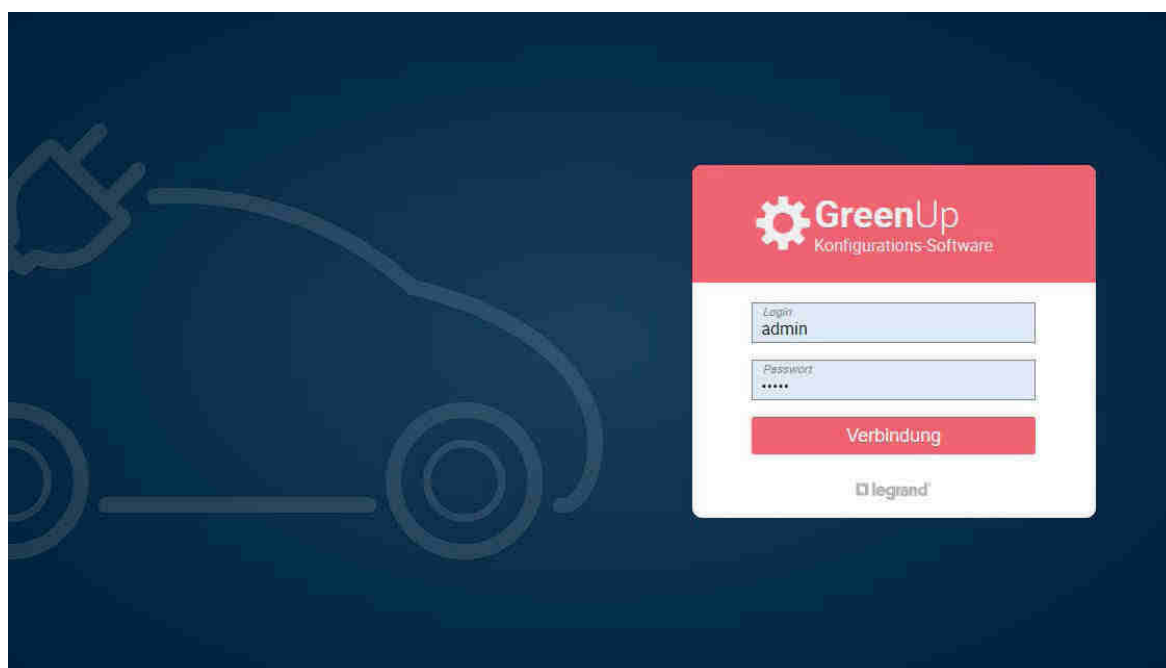 GreenUp
Konfigurations-Software
Login
admin
Passwort
•••••
Verbindung
legrand